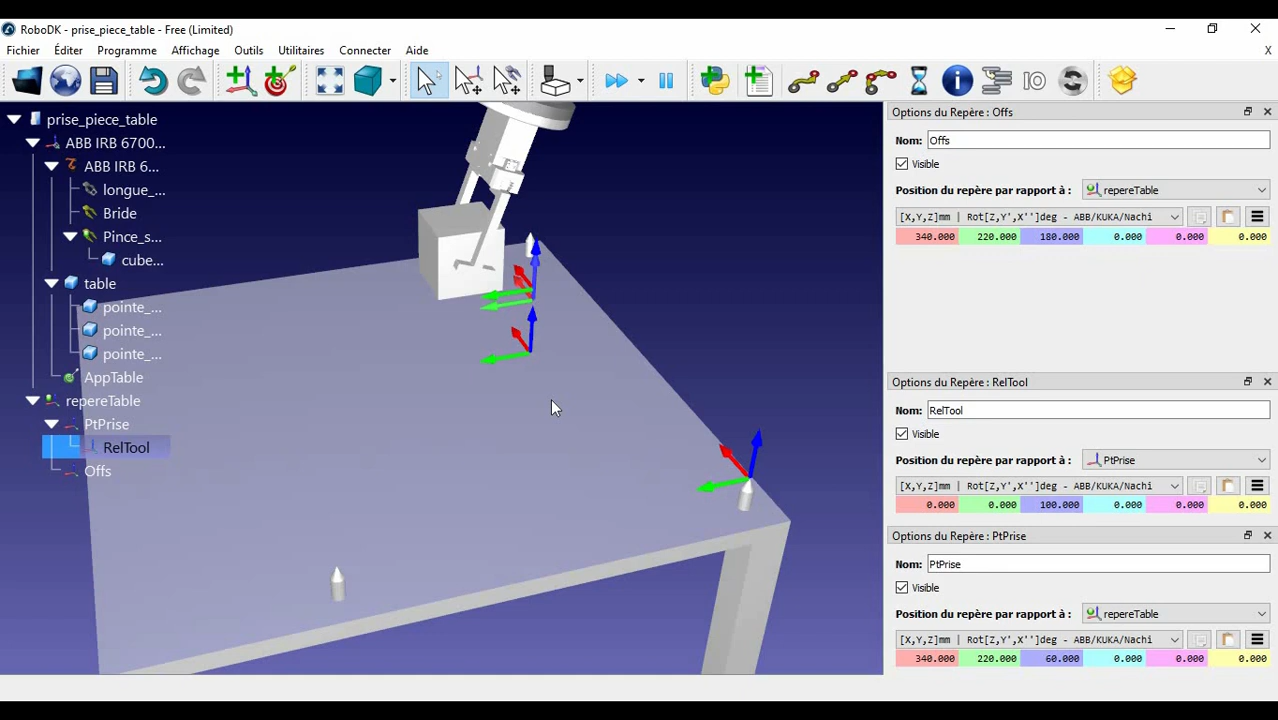 RoboDK - prise_piece_table - Free (Limited)
Fichier Éditer Programme Affichage Outils Utilitaires Connecter Aide X
prise_piece_table
ABB IRB 6700...
ABB IRB 6...
longue_...
Bride
Pince_s...
cube...
table
pointe_...
pointe_...
pointe_...
AppTable
repereTable
PtPrise
RelTool
Offs
Options du Repère : Offs
Nom: Offs
Visible
Position du repère par rapport à : repereTable
[X,Y,Z]mm | Rot[Z,Y',X'']deg - ABB/KUKA/Nachi
340.000 220.000 180.000 0.000 0.000 0.000
Options du Repère : RelTool
Nom: RelTool
Visible
Position du repère par rapport à : PtPrise
[X,Y,Z]mm | Rot[Z,Y',X'']deg - ABB/KUKA/Nachi
0.000 0.000 100.000 0.000 0.000 0.000
Options du Repère : PtPrise
Nom: PtPrise
Visible
Position du repère par rapport à : repereTable
[X,Y,Z]mm | Rot[Z,Y',X'']deg - ABB/KUKA/Nachi
340.000 220.000 60.000 0.000 0.000 0.000